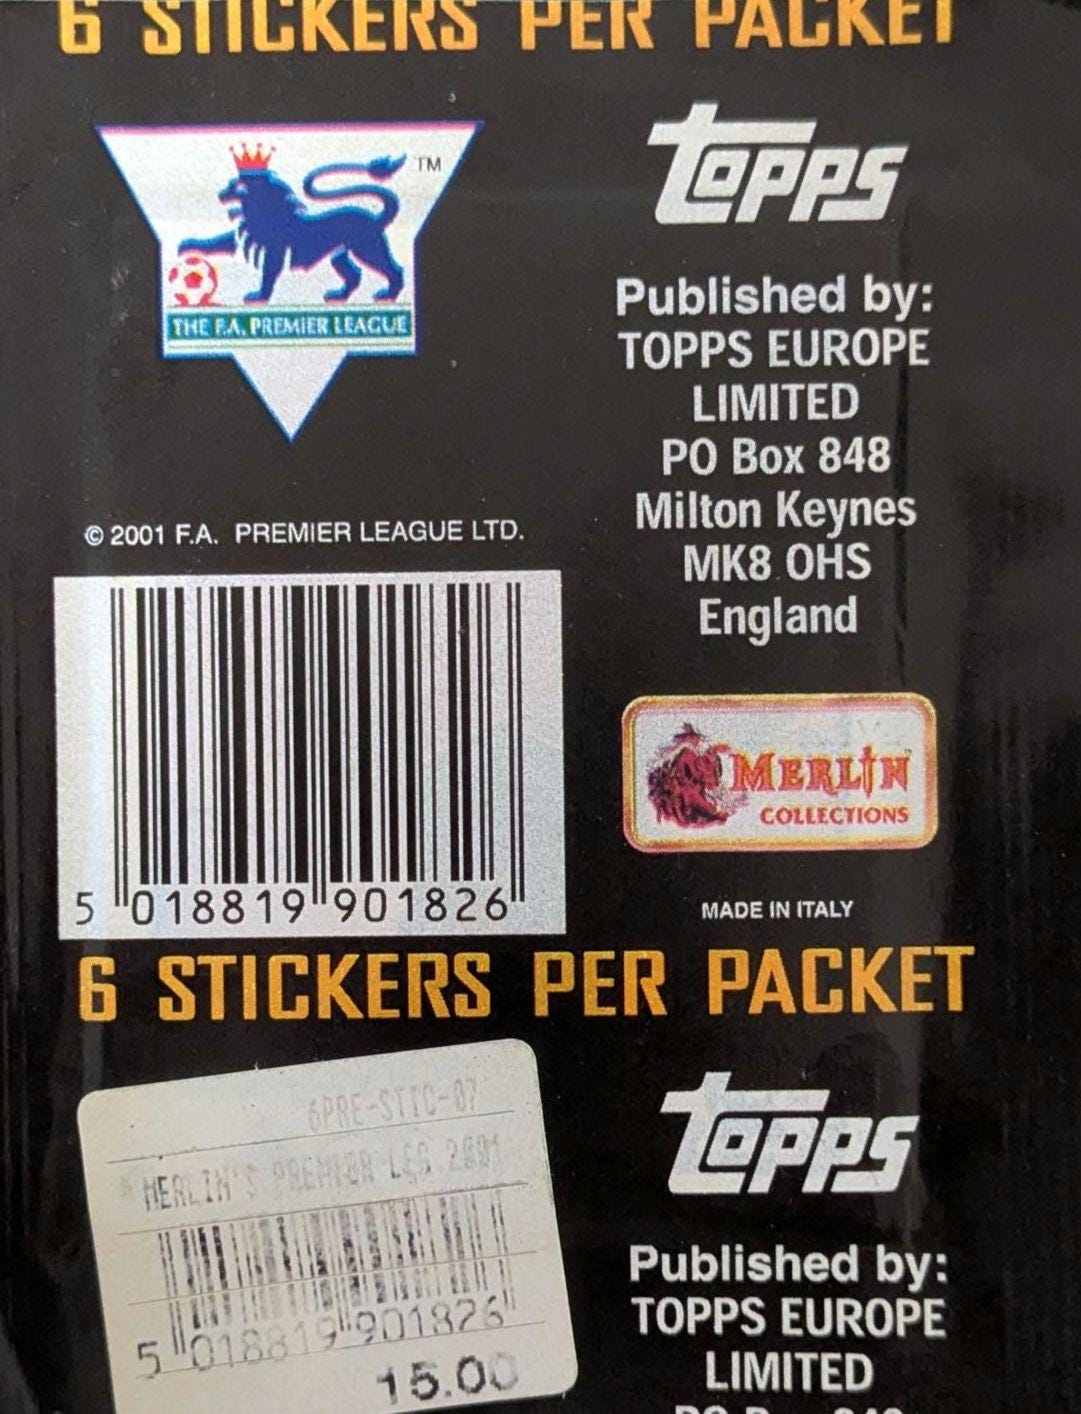 6 STICKERS PER PACKET
TM
THE F.A. PREMIER LEAGUE
© 2001 F.A. PREMIER LEAGUE LTD.
5 018819 901826
Topps
Published by:
TOPPS EUROPE
LIMITED
PO Box 848
Milton Keynes
MK8 OHS
England
MERLIN
COLLECTIONS
MADE IN ITALY
6 STICKERS PER PACKET
6PRE-STIC-07
MERLIN'S PREMIER LEG 2001
5 018819 901826
15.00
Topps
Published by:
TOPPS EUROPE
LIMITED